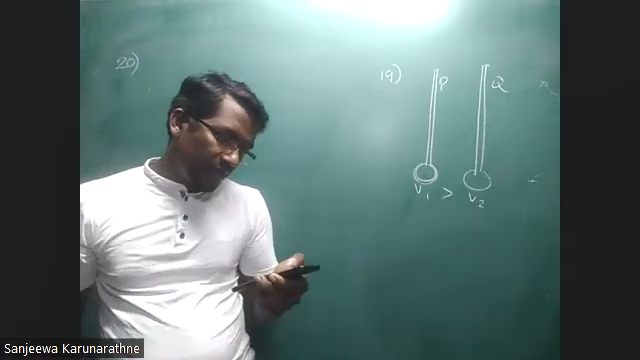 20)
19) P Q
V₁ > V₂
Sanjeewa Karunarathne